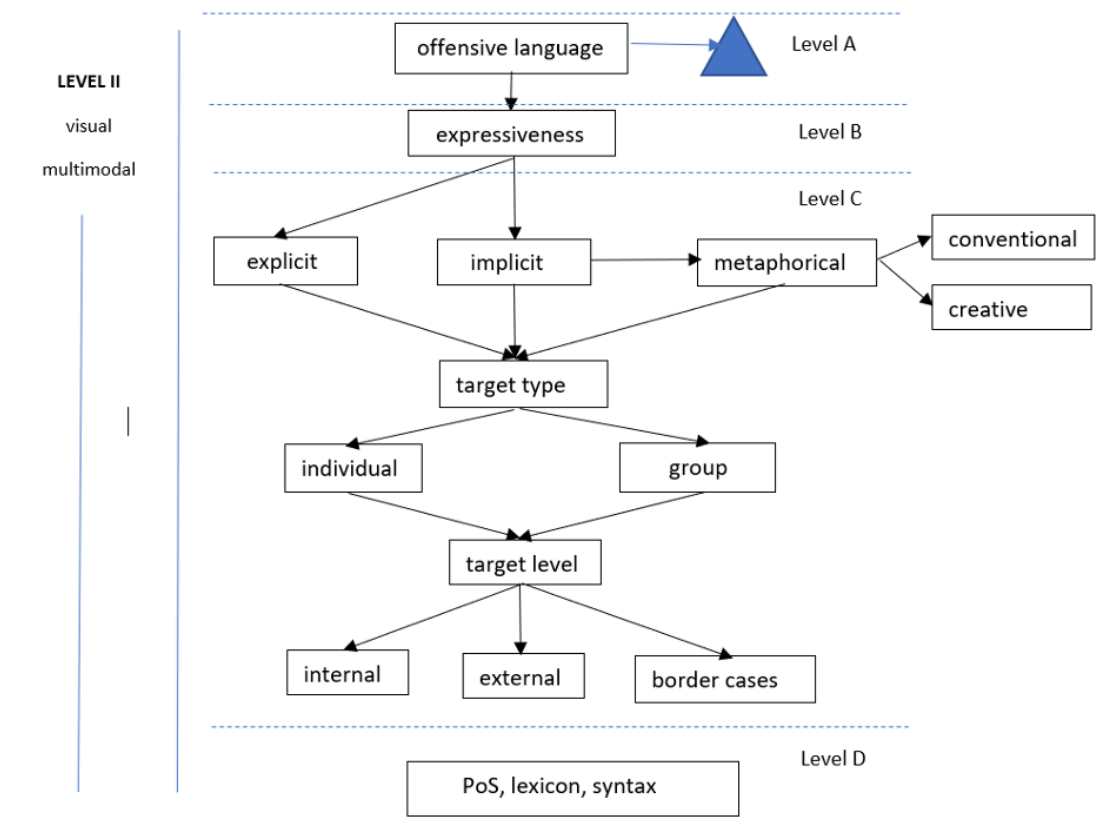 offensive language
Level A
LEVEL II
visual
multimodal
expressiveness
Level B
Level C
explicit
implicit
metaphorical
conventional
creative
target type
individual
group
target level
internal
external
border cases
Level D
PoS, lexicon, syntax